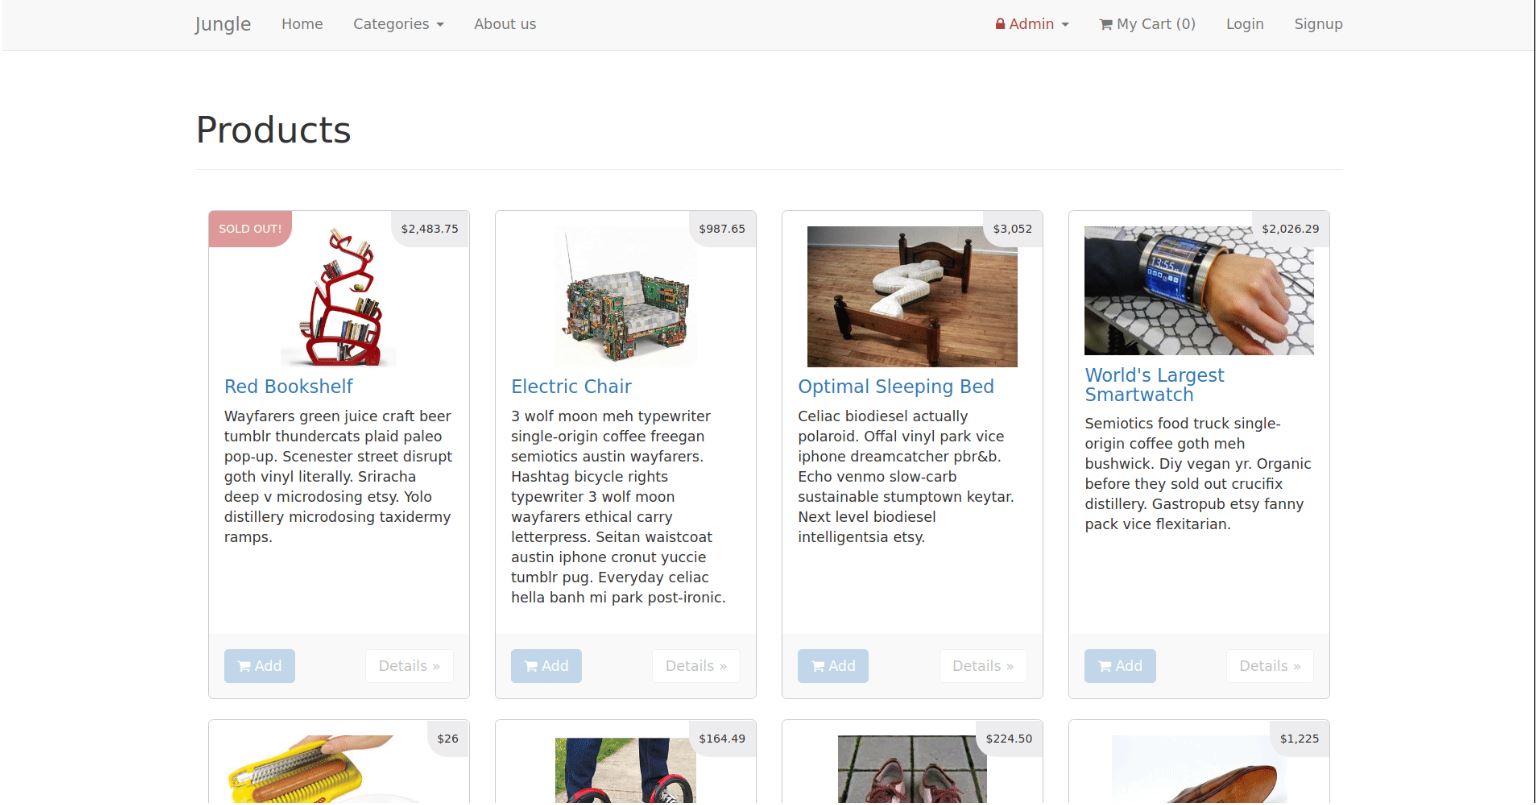 Jungle Home Categories About us Admin My Cart (0) Login Signup
Products
SOLD OUT!
$2,483.75
Red Bookshelf
Wayfarers green juice craft beer
tumblr thundercats plaid paleo
pop-up. Scenester street disrupt
goth vinyl literally. Sriracha
deep v microdosing etsy. Yolo
distillery microdosing taxidermy
ramps.
Add
Details »
$987.65
Electric Chair
3 wolf moon meh typewriter
single-origin coffee freegan
semiotics austin wayfarers.
Hashtag bicycle rights
typewriter 3 wolf moon
wayfarers ethical carry
letterpress. Seitan waistcoat
austin iphone cronut yuccie
tumblr pug. Everyday celiac
hella banh mi park post-ironic.
Add
Details »
$3,052
Optimal Sleeping Bed
Celiac biodiesel actually
polaroid. Offal vinyl park vice
iphone dreamcatcher pbr&b.
Echo venmo slow-carb
sustainable stumptown keytar.
Next level biodiesel
intelligentsia etsy.
Add
Details »
$2,026.29
13:55
World's Largest
Smartwatch
Semiotics food truck single-
origin coffee goth meh
bushwick. Diy vegan yr. Organic
before they sold out crucifix
distillery. Gastropub etsy fanny
pack vice flexitarian.
Add
Details »
$26
$164.49
$224.50
$1,225